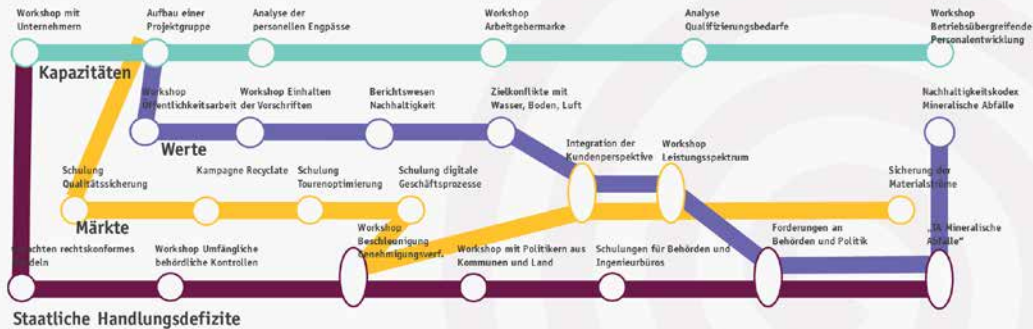 Workshop mit
Unternehmern
Aufbau einer
Projektgruppe
Analyse der
personellen Engpässe
Workshop
Arbeitgebermarke
Analyse
Qualifizierungsbedarfe
Workshop
Betriebsübergreifende
Personalentwicklung
Kapazitäten
Workshop
Öffentlichkeitsarbeit
Workshop Einhalten
der Vorschriften
Berichtswesen
Nachhaltigkeit
Zielkonflikte mit
Wasser, Boden, Luft
Nachhaltigkeitskodex
Mineralische Abfälle
Werte
Integration der
Kundenperspektive
Workshop
Leistungsspektrum
Schulung
Qualitätssicherung
Kampagne Recyclate
Schulung
Tourenoptimierung
Schulung digitale
Geschäftsprozesse
Sicherung der
Materialströme
Märkte
Workshop
Beschleunigung
Genehmigungsverf.
Forderungen an
Behörden und Politik
„TA Mineralische
Abfälle“
rechtskonformes
Workshop Umfängliche
behördliche Kontrollen
Workshop mit Politikern aus
Kommunen und Land
Schulungen für Behörden und
Ingenieurbüros
Staatliche Handlungsdefizite